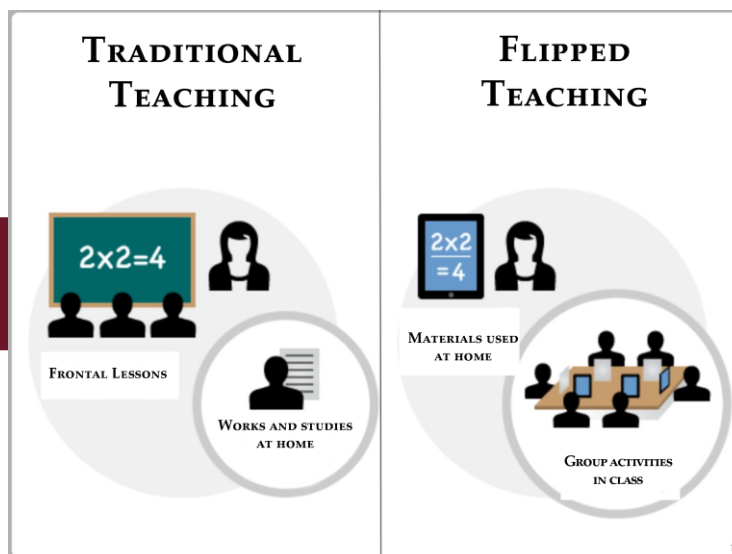 TRADITIONAL
TEACHING
2x2=4
FRONTAL LESSONS
WORKS AND STUDIES
AT HOME
FLIPPED
TEACHING
2x2
=4
MATERIALS USED
AT HOME
GROUP ACTIVITIES
IN CLASS